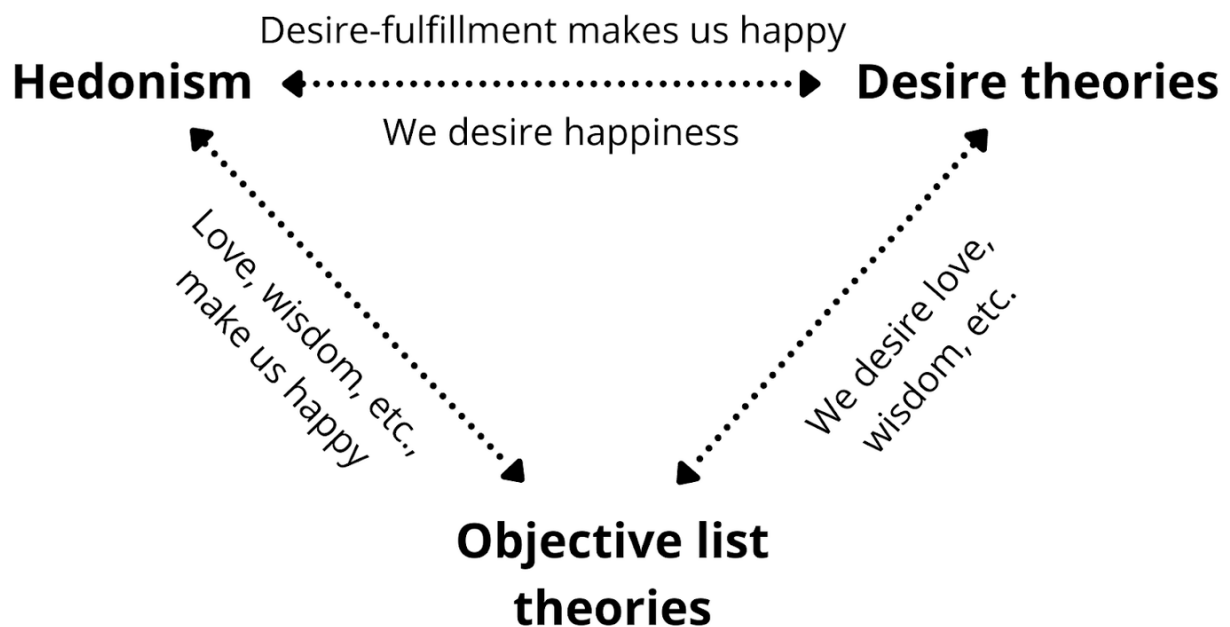 Desire-fulfillment makes us happy
Hedonism
Desire theories
We desire happiness
Love, wisdom, etc.,
make us happy
We desire love,
wisdom, etc.
Objective list
theories